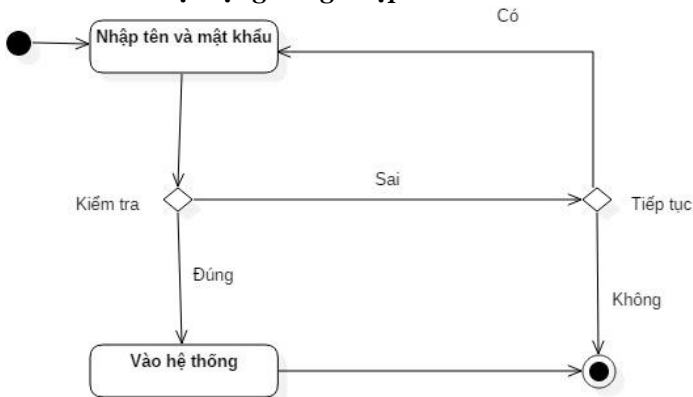 Có
Nhập tên và mật khẩu
Sai
Kiểm tra
Tiếp tục
Đúng
Không
Vào hệ thống